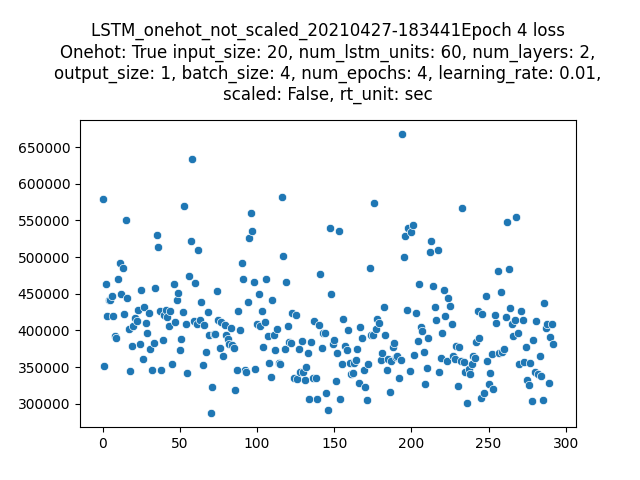 LSTM_onehot_not_scaled_20210427-183441Epoch 4 loss
Onehot: True input_size: 20, num_lstm_units: 60, num_layers: 2,
output_size: 1, batch_size: 4, num_epochs: 4, learning_rate: 0.01,
scaled: False, rt_unit: sec
650000
600000
550000
500000
450000
400000
350000
300000
0 50 100 150 200 250 300